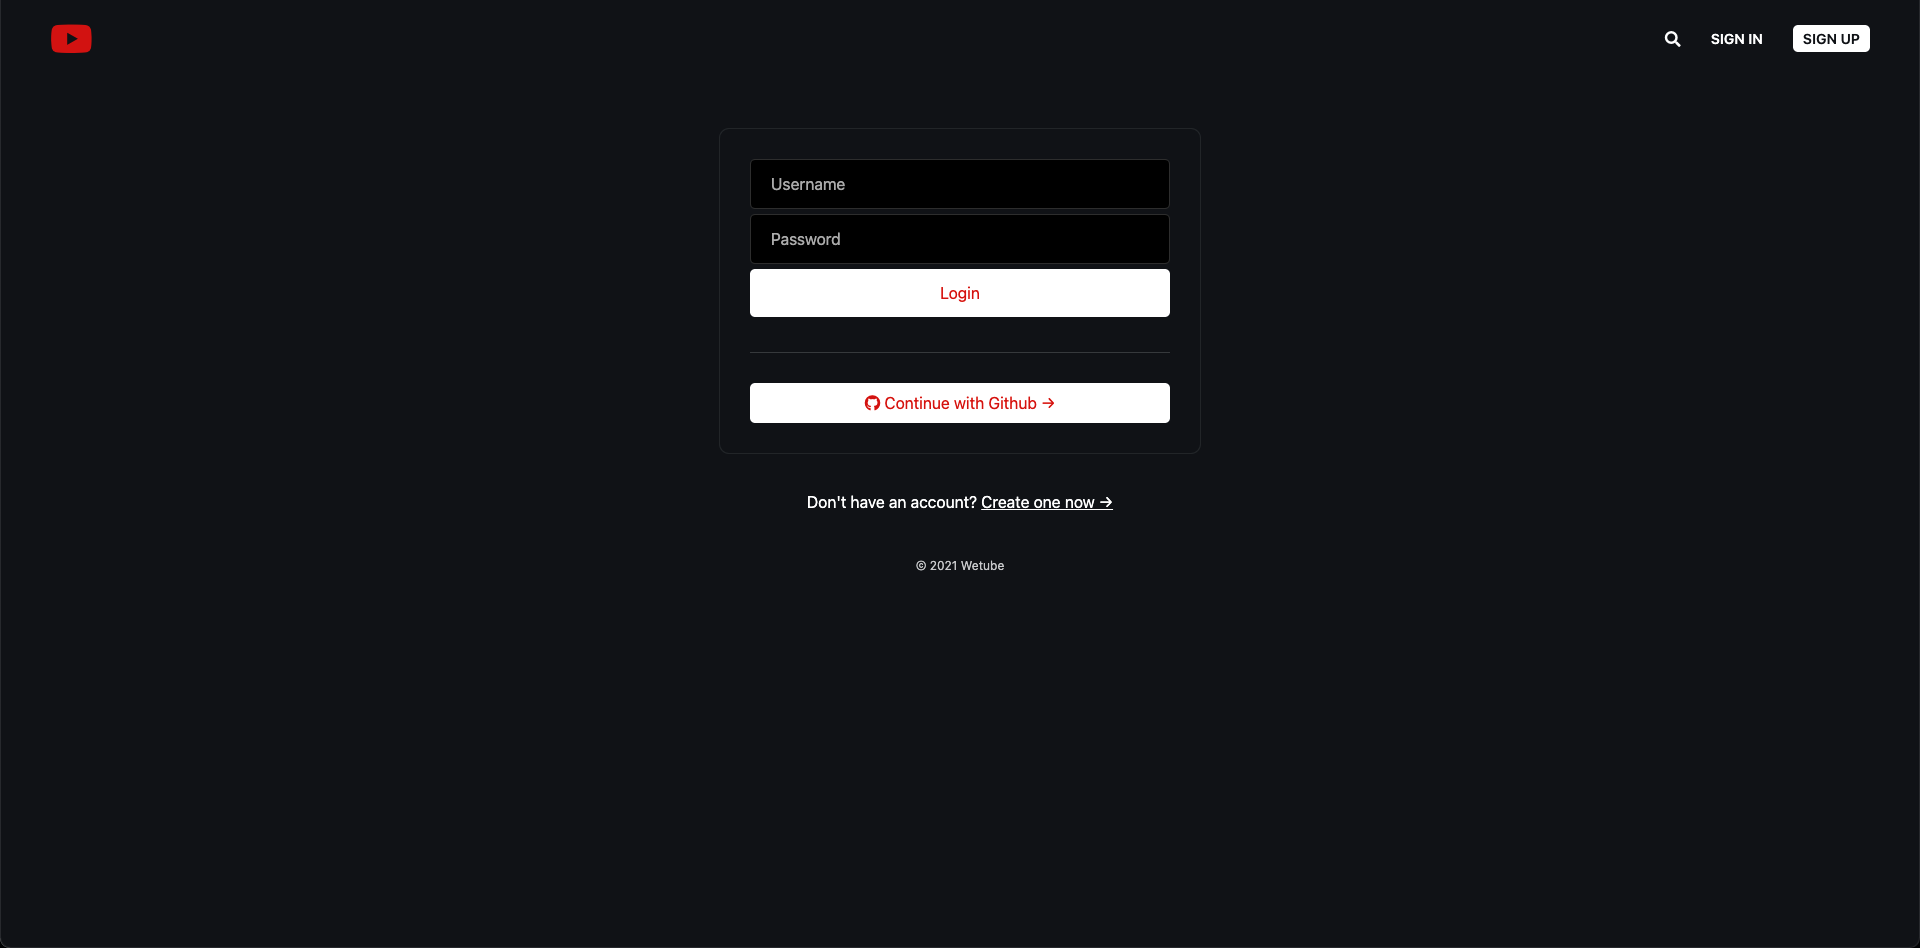 SIGN IN
SIGN UP
Username
Password
Login
Continue with Github →
Don't have an account? Create one now →
© 2021 Wetube